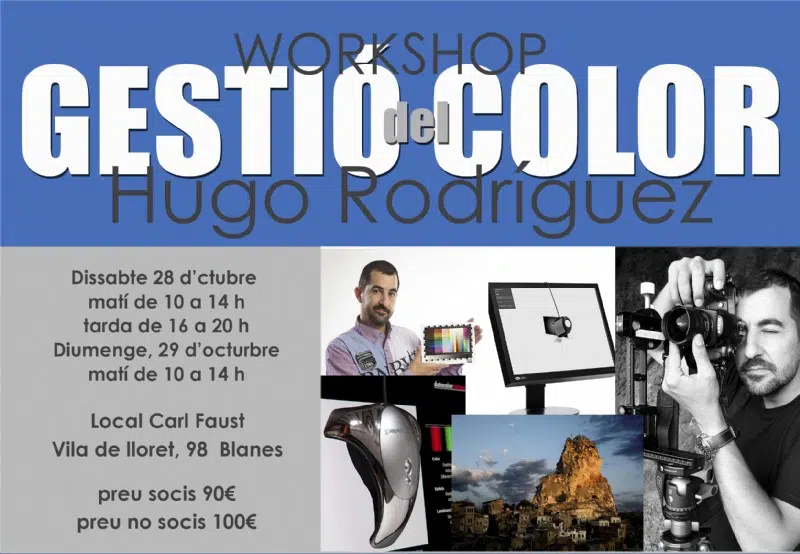 WORKSHOP
GESTIÓ del COLOR
Hugo Rodríguez
Dissabte 28 d’ctubre
matí de 10 a 14 h
tarda de 16 a 20 h
Diumenge, 29 d’octurbre
matí de 10 a 14 h
Local Carl Faust
Vila de lloret, 98 Blanes
preu socis 90€
preu no socis 100€